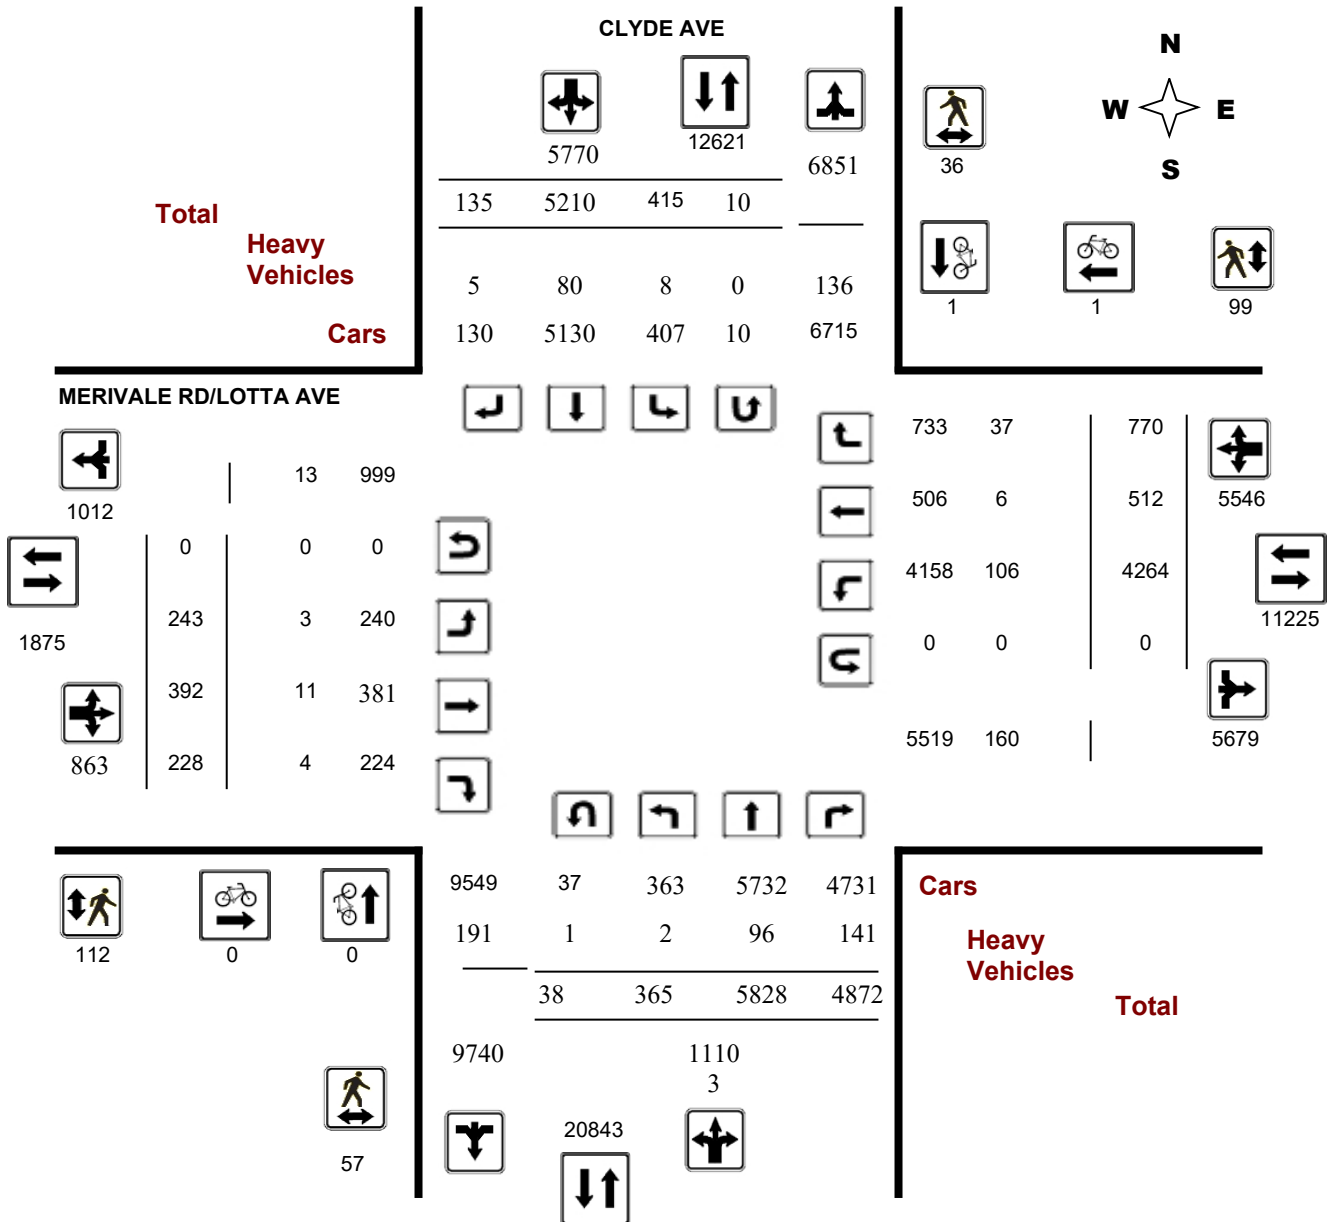 CLYDE AVE
N
W E
S
5770
12621
6851
36
135 5210 415 10
Total
Heavy
Vehicles
5 80 8 0 136
1 1 99
Cars
130 5130 407 10 6715
MERIVALE RD/LOTTA AVE
733 37 770
13 999
1012
506 6 512 5546
0 0 0
4158 106 4264
243 3 240
11225
1875
0 0 0
392 11 381
5519 160 5679
863 228 4 224
9549 37 363 5732 4731
Cars
191 1 2 96 141
Heavy
Vehicles
112 0 0
38 365 5828 4872
Total
9740
1110
3
20843
57